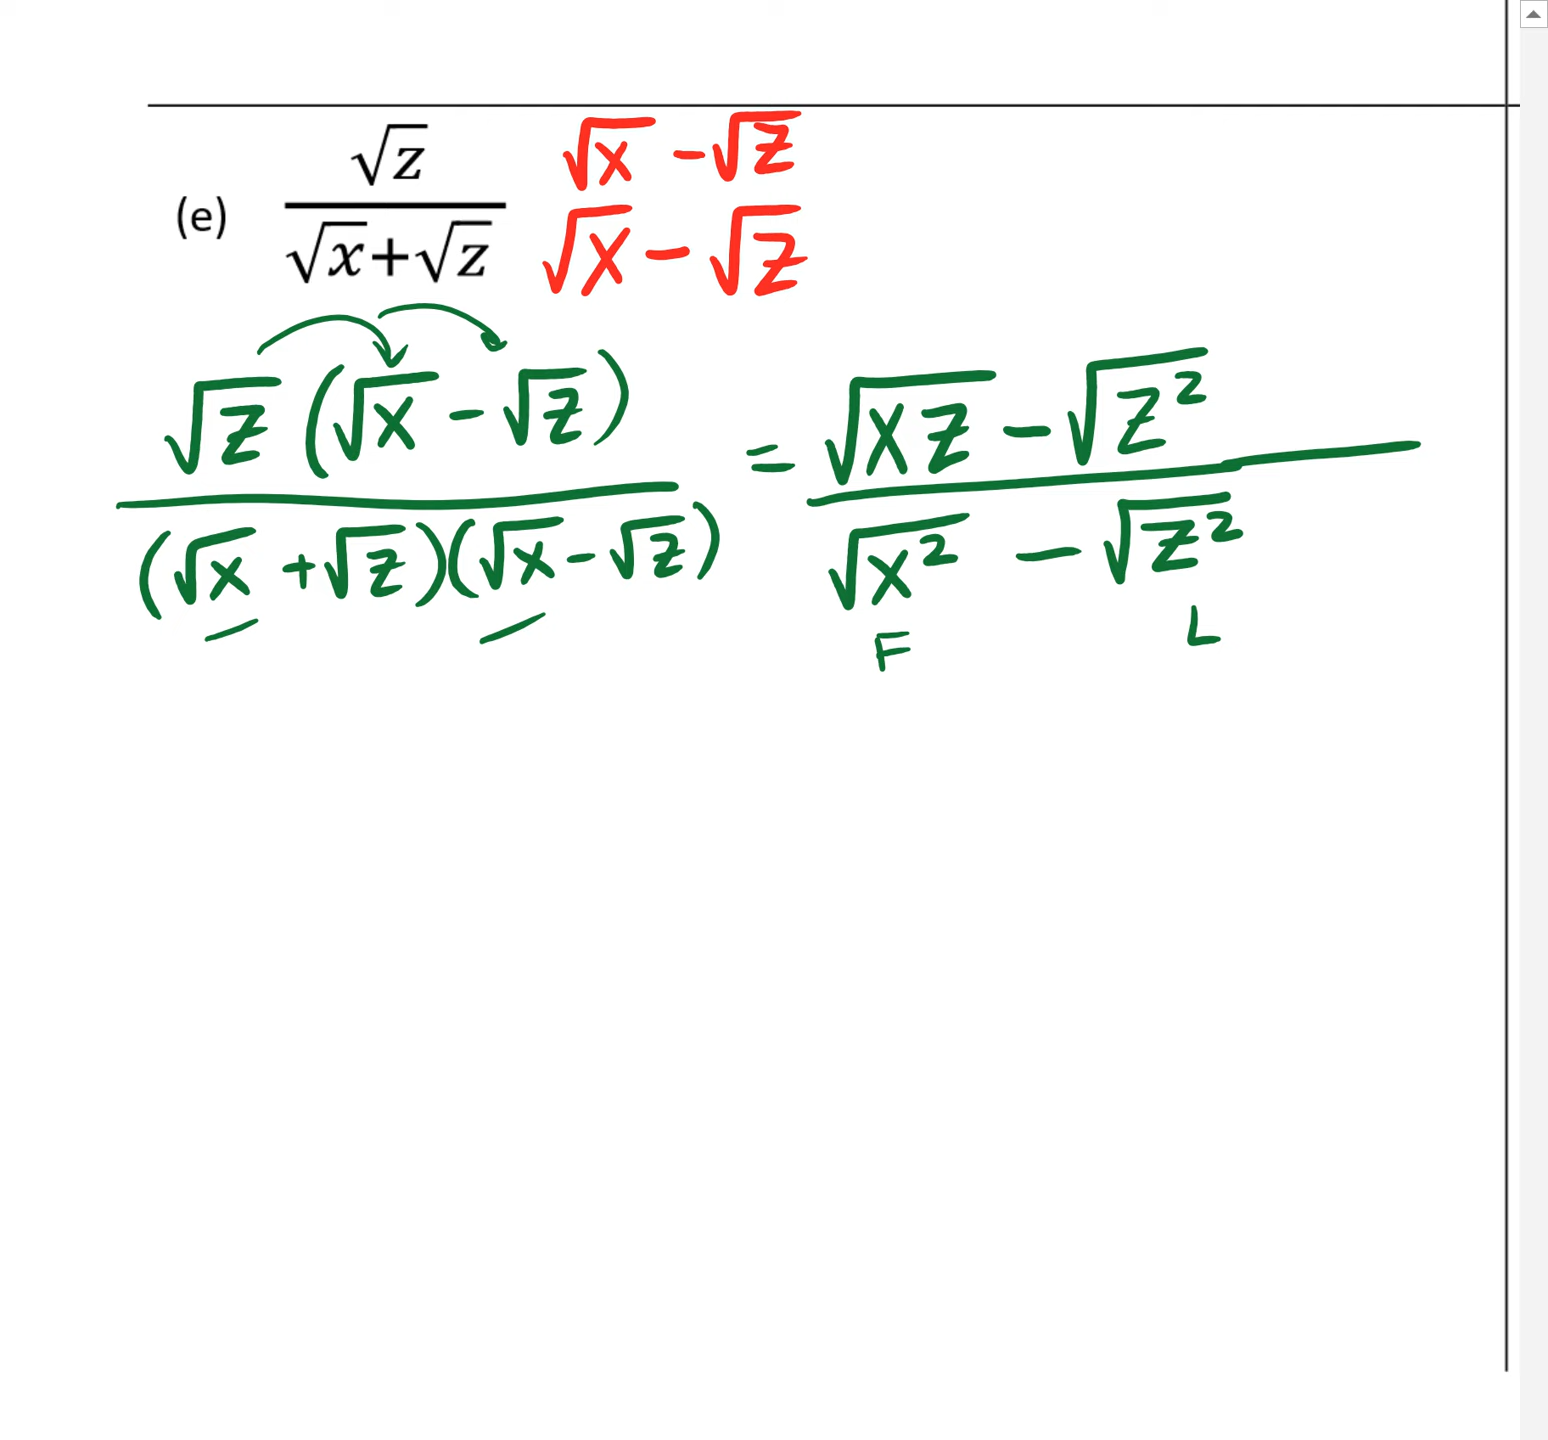 (e) √z / (√x+√z) (√x - √z) / (√x - √z)
√z (√x - √z) / (√x + √z)(√x - √z) = (√xz - √z²) / (√x² - √z²)
F L